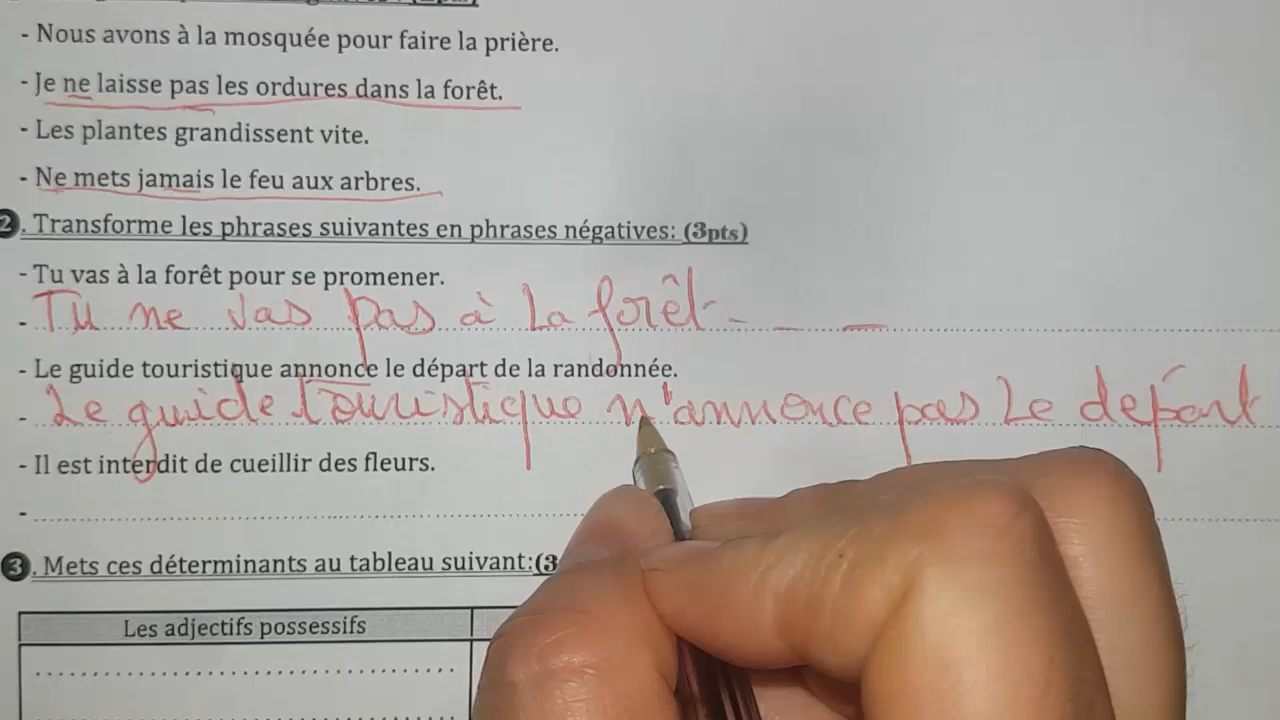 - Nous avons à la mosquée pour faire la prière.
- Je ne laisse pas les ordures dans la forêt.
- Les plantes grandissent vite.
- Ne mets jamais le feu aux arbres.
2. Transforme les phrases suivantes en phrases négatives: (3pts)
- Tu vas à la forêt pour se promener.
- Tu ne vas pas à La forêt - _ _
- Le guide touristique annonce le départ de la randonnée.
- Le guide touristique n'annonce pas Le depárt
- Il est interdit de cueillir des fleurs.
-
3. Mets ces déterminants au tableau suivant:(3
Les adjectifs possessifs